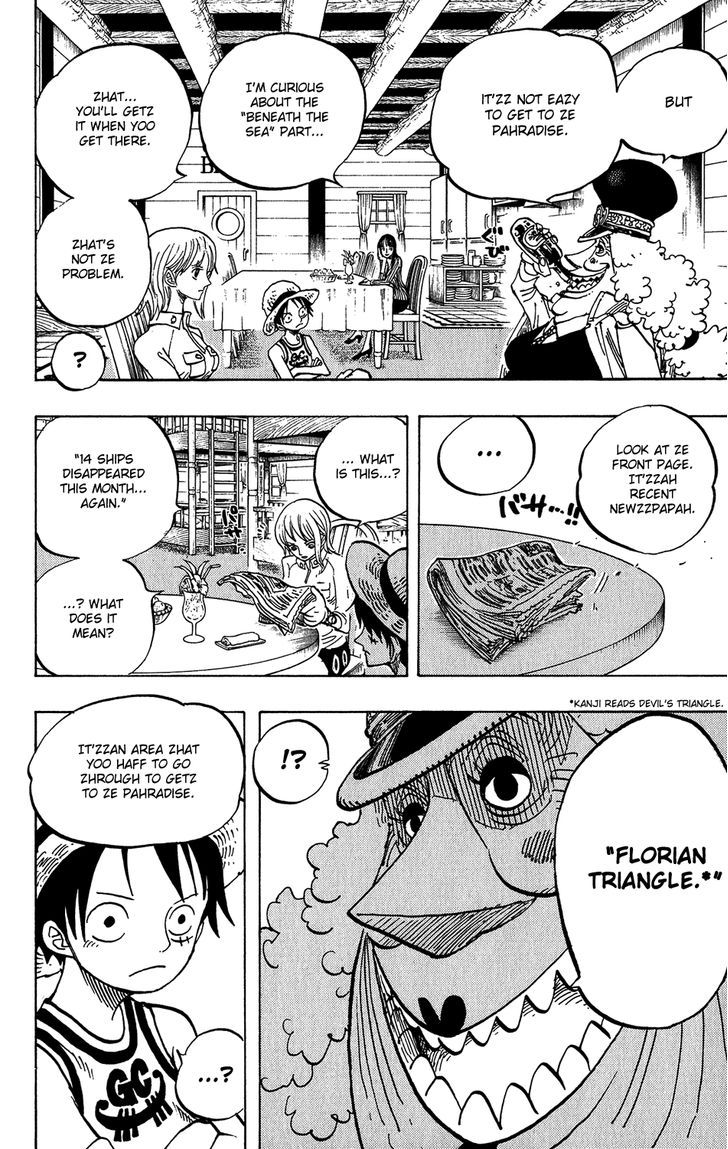 BUT
IT'ZZ NOT EAZY
TO GET TO ZE
PAHRADISE.
I'M CURIOUS
ABOUT THE
"BENEATH THE
SEA" PART...
ZHAT...
YOU'LL GETZ
IT WHEN YOO
GET THERE.
ZHAT'S
NOT ZE
PROBLEM.
?
B
ぐび
LOOK AT ZE
FRONT PAGE.
IT'ZZAH
RECENT
NEWZZPAPAH.
...
バサ...!!
... WHAT
IS THIS...?
"14 SHIPS
DISAPPEARED
THIS MONTH...
AGAIN."
...? WHAT
DOES IT
MEAN?
*KANJI READS DEVIL'S TRIANGLE.
"FLORIAN
TRIANGLE.*"
!?
IT'ZZAN AREA ZHAT
YOO HAFF TO GO
ZHROUGH TO GETZ
TO ZE PAHRADISE.
GC
...?